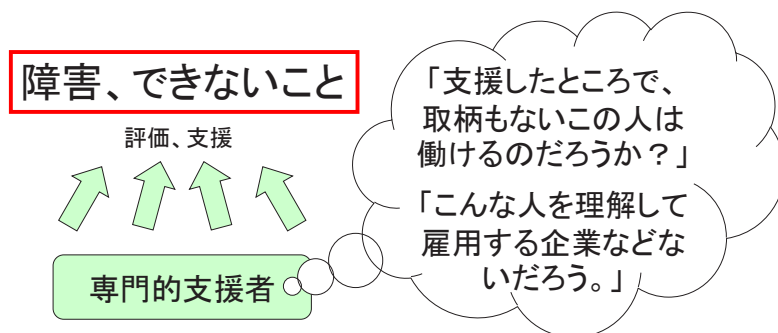 障害、できないこと
評価、支援
専門的支援者
「支援したところで、
取柄もないこの人は
働けるのだろうか?」
「こんな人を理解して
雇用する企業などな
いだろう。」